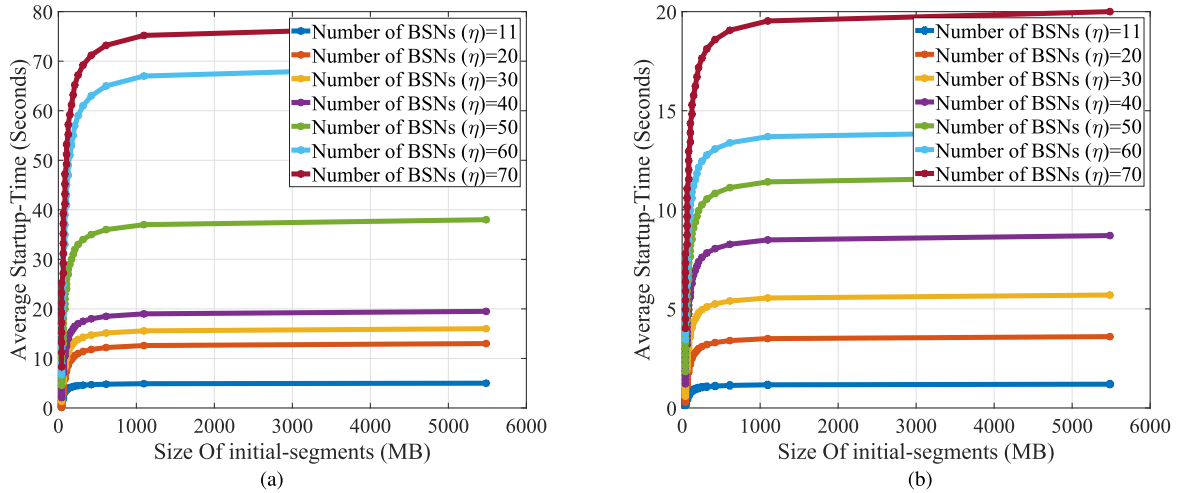 80
70
60
50
40
30
20
10
0
Average Startup-Time (Seconds)
Number of BSNs (η)=11
Number of BSNs (η)=20
Number of BSNs (η)=30
Number of BSNs (η)=40
Number of BSNs (η)=50
Number of BSNs (η)=60
Number of BSNs (η)=70
0 1000 2000 3000 4000 5000 6000
Size Of initial-segments (MB)
(a)
20
15
10
5
0
Average Startup-Time (Seconds)
Number of BSNs (η)=11
Number of BSNs (η)=20
Number of BSNs (η)=30
Number of BSNs (η)=40
Number of BSNs (η)=50
Number of BSNs (η)=60
Number of BSNs (η)=70
0 1000 2000 3000 4000 5000 6000
Size Of initial-segments (MB)
(b)